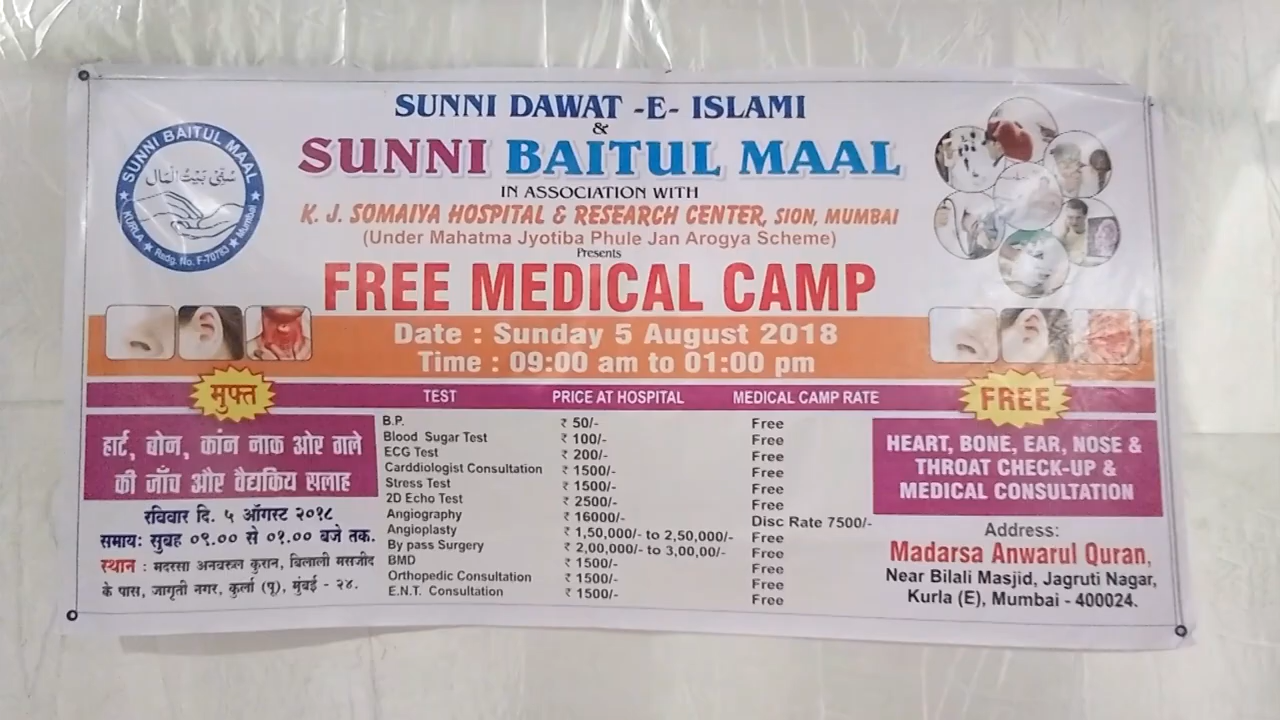 SUNNI DAWAT -E- ISLAMI
&
SUNNI BAITUL MAAL
IN ASSOCIATION WITH
K. J. SOMAIYA HOSPITAL & RESEARCH CENTER, SION, MUMBAI
(Under Mahatma Jyotiba Phule Jan Arogya Scheme)
Presents
FREE MEDICAL CAMP
SUNNI BAITUL MAAL
سنی بیت المال
★ KURLA ★ Redg. No. F-70783 ★ Mumbai ★
Date : Sunday 5 August 2018
Time : 09:00 am to 01:00 pm
मुफ्त
हार्ट, बोन, कान नाक ओर गले
की जाँच और वैद्यकिय सलाह
रविवार दि. ५ ऑगस्ट २०१८
समाय: सुबह ०९.०० से ०१.०० बजे तक.
स्थान : मदरसा अनवरुल कुरान, बिलाली मसजीद
के पास, जागृती नगर, कुर्ला (पू), मुंबई - २४.
TEST PRICE AT HOSPITAL MEDICAL CAMP RATE
B.P. ₹ 50/- Free
Blood Sugar Test ₹ 100/- Free
ECG Test ₹ 200/- Free
Carddiologist Consultation ₹ 1500/- Free
Stress Test ₹ 1500/- Free
2D Echo Test ₹ 2500/- Free
Angiography ₹ 16000/- Disc Rate 7500/-
Angioplasty ₹ 1,50,000/- to 2,50,000/- Free
By pass Surgery ₹ 2,00,000/- to 3,00,00/- Free
BMD ₹ 1500/- Free
Orthopedic Consultation ₹ 1500/- Free
E.N.T. Consultation ₹ 1500/- Free
FREE
HEART, BONE, EAR, NOSE &
THROAT CHECK-UP &
MEDICAL CONSULTATION
Address:
Madarsa Anwarul Quran,
Near Bilali Masjid, Jagruti Nagar,
Kurla (E), Mumbai - 400024.